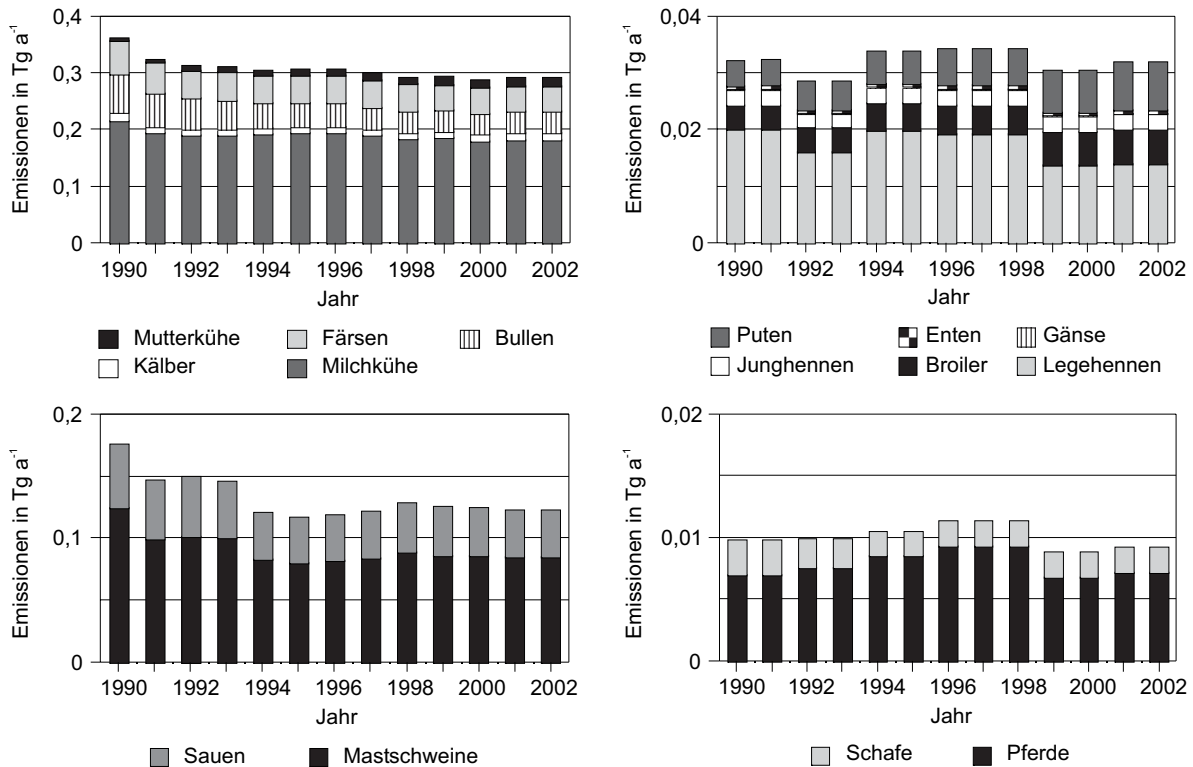 Emissionen in Tg a⁻¹
0,4
0,3
0,2
0,1
0
1990 1992 1994 1996 1998 2000 2002
Jahr
Mutterkühe Färsen Bullen
Kälber Milchkühe
Emissionen in Tg a⁻¹
0,04
0,02
0
1990 1992 1994 1996 1998 2000 2002
Jahr
Puten Enten Gänse
Junghennen Broiler Legehennen
Emissionen in Tg a⁻¹
0,2
0,1
0
1990 1992 1994 1996 1998 2000 2002
Jahr
Sauen Mastschweine
Emissionen in Tg a⁻¹
0,02
0,01
0
1990 1992 1994 1996 1998 2000 2002
Jahr
Schafe Pferde